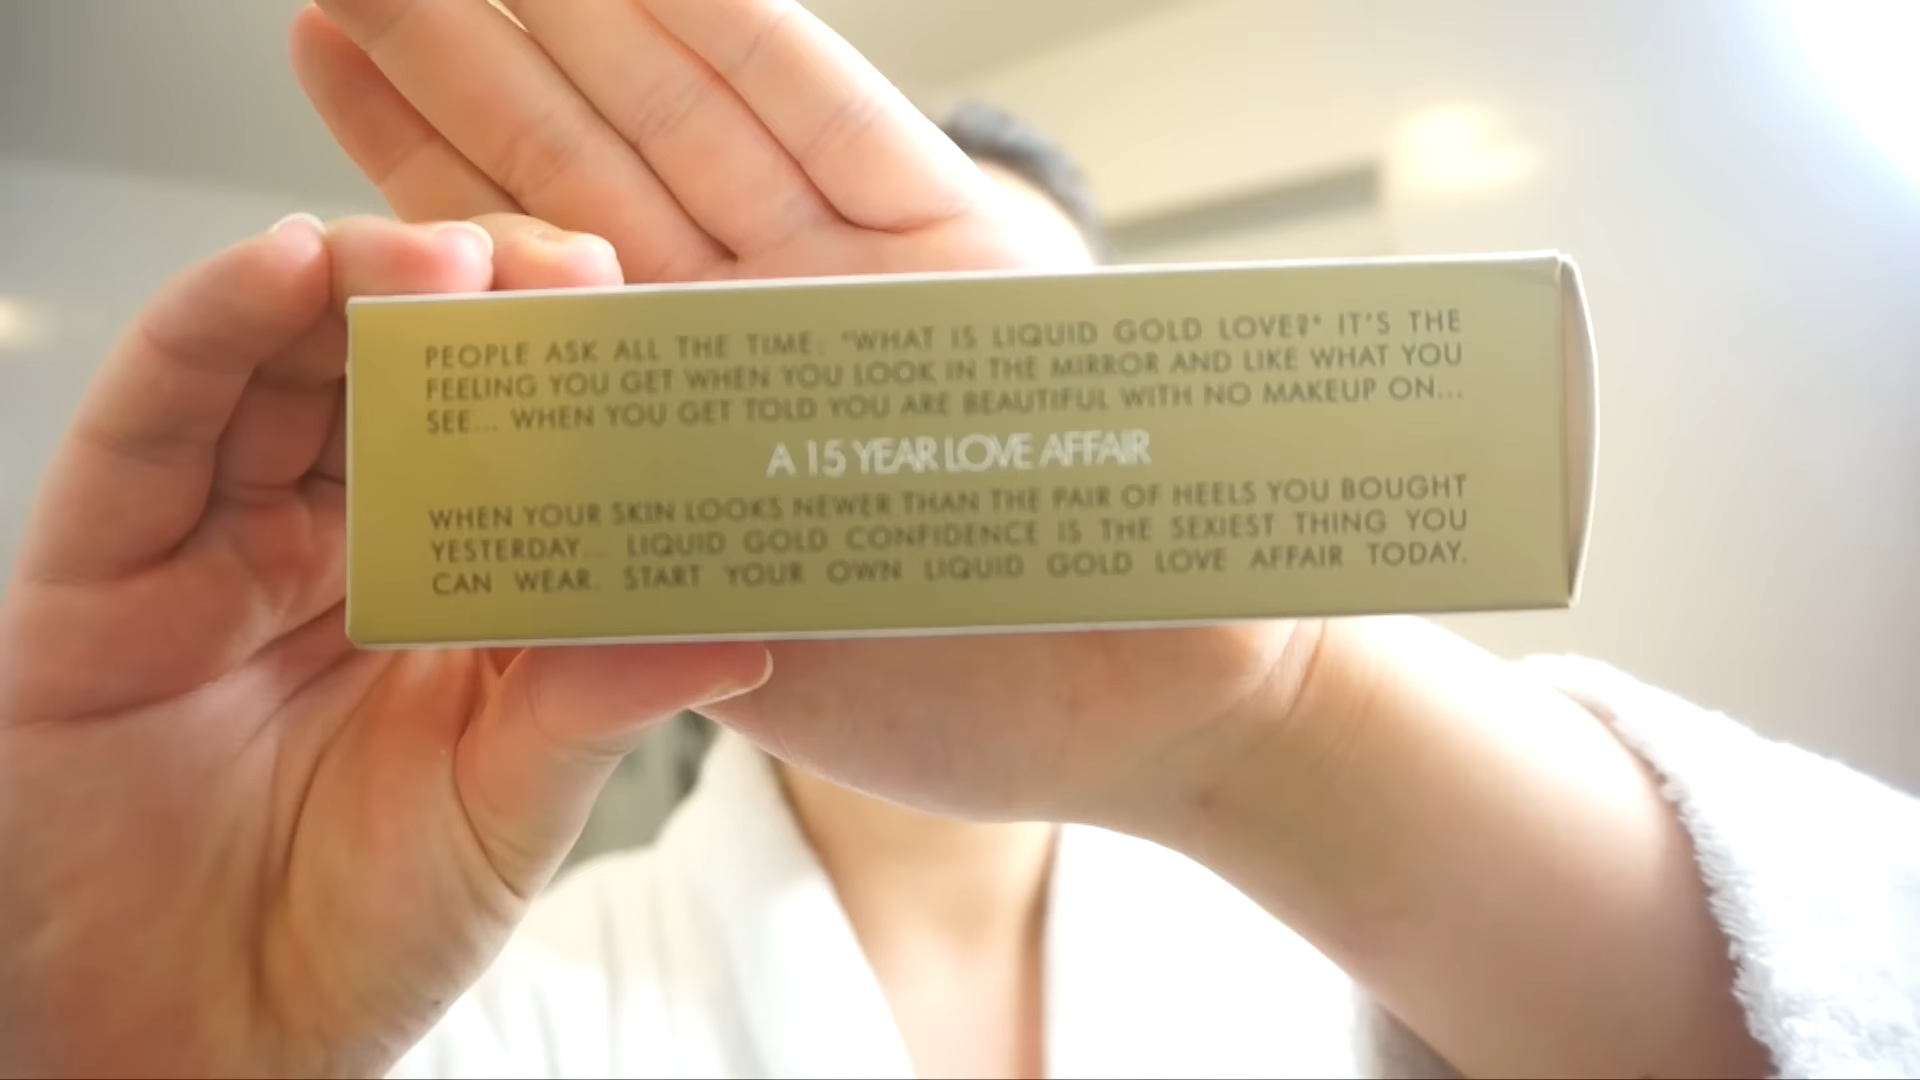 PEOPLE ASK ALL THE TIME: "WHAT IS LIQUID GOLD LOVE?" IT'S THE
FEELING YOU GET WHEN YOU LOOK IN THE MIRROR AND LIKE WHAT YOU
SEE... WHEN YOU GET TOLD YOU ARE BEAUTIFUL WITH NO MAKEUP ON...
A 15 YEAR LOVE AFFAIR
WHEN YOUR SKIN LOOKS NEWER THAN THE PAIR OF HEELS YOU BOUGHT
YESTERDAY... LIQUID GOLD CONFIDENCE IS THE SEXIEST THING YOU
CAN WEAR. START YOUR OWN LIQUID GOLD LOVE AFFAIR TODAY.